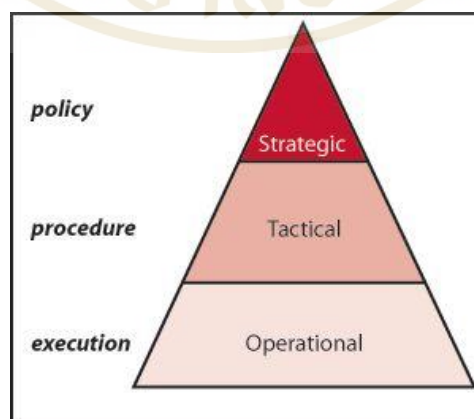 policy
Strategic
procedure
Tactical
execution
Operational